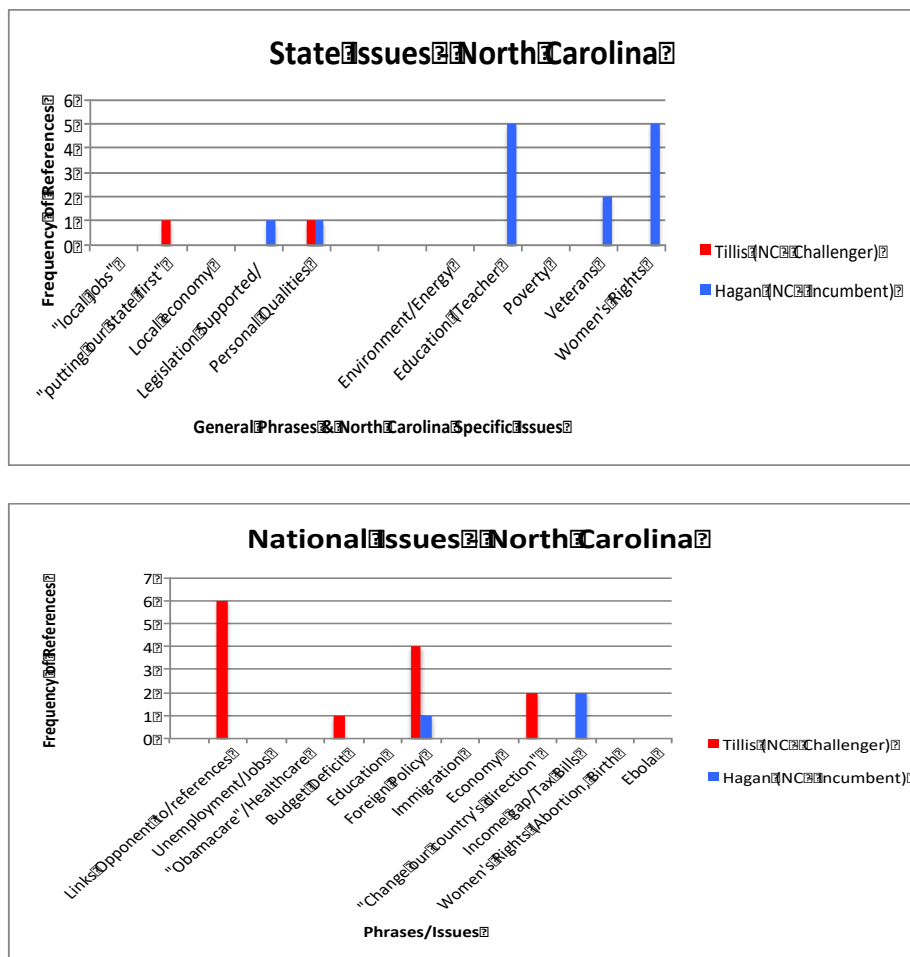 State Issues - North Carolina
Frequency of References
6
5
4
3
2
1
0
"local Jobs"
"putting our State first"
Local economy
Legislation Supported/
Personal Qualities
Environment/Energy
Education (Teacher
Poverty
Veterans
Women's Rights
General Phrases & North Carolina Specific Issues
Tillis (NC - Challenger)
Hagan (NC - Incumbent)
National Issues - North Carolina
Frequency of References
7
6
5
4
3
2
1
0
Links Opponent to/references
Unemployment/Jobs
"Obamacare"/Healthcare
Budget Deficit
Education
Foreign Policy
Immigration
Economy
"Change our country's direction"
Income gap/Tax Bills
Women's Rights (Abortion, Birth
Ebola
Phrases/Issues
Tillis (NC - Challenger)
Hagan (NC - Incumbent)